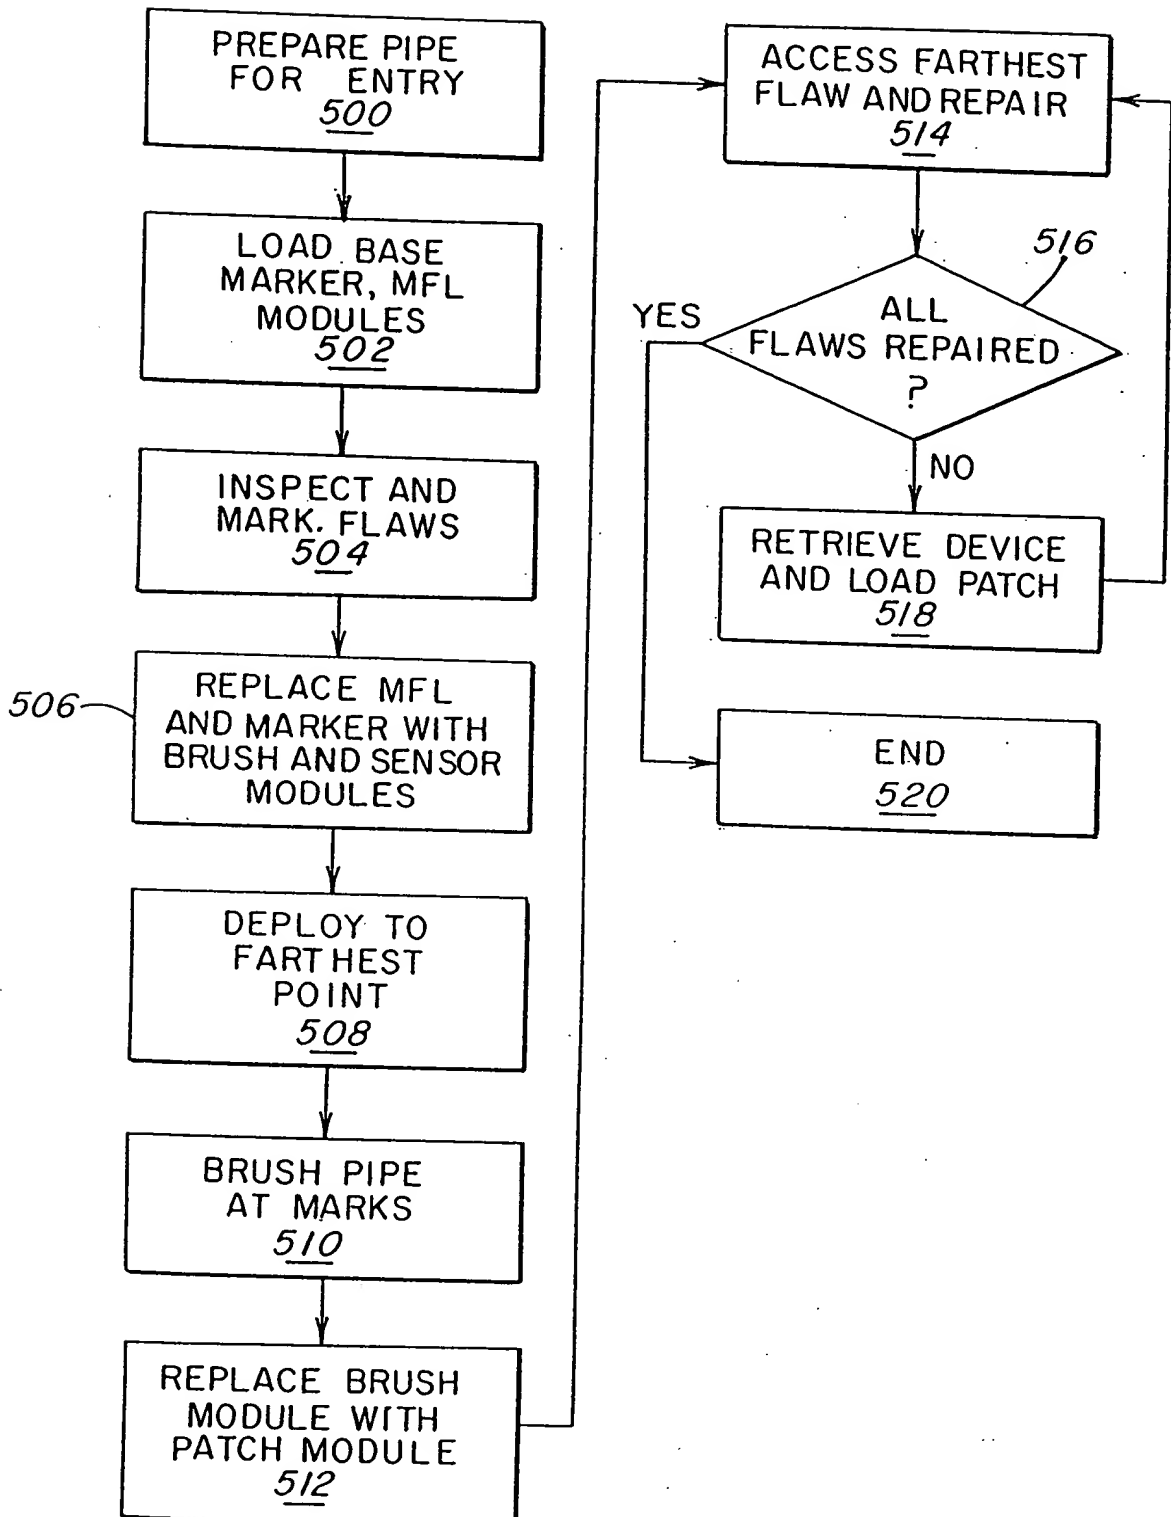 PREPARE PIPE
FOR ENTRY
500
LOAD BASE
MARKER, MFL
MODULES
502
INSPECT AND
MARK. FLAWS
504
506
REPLACE MFL
AND MARKER WITH
BRUSH AND SENSOR
MODULES
DEPLOY TO
FARTHEST
POINT
508
BRUSH PIPE
AT MARKS
510
REPLACE BRUSH
MODULE WITH
PATCH MODULE
512
ACCESS FARTHEST
FLAW AND REPAIR
514
516
YES
ALL
FLAWS REPAIRED
?
NO
RETRIEVE DEVICE
AND LOAD PATCH
518
END
520